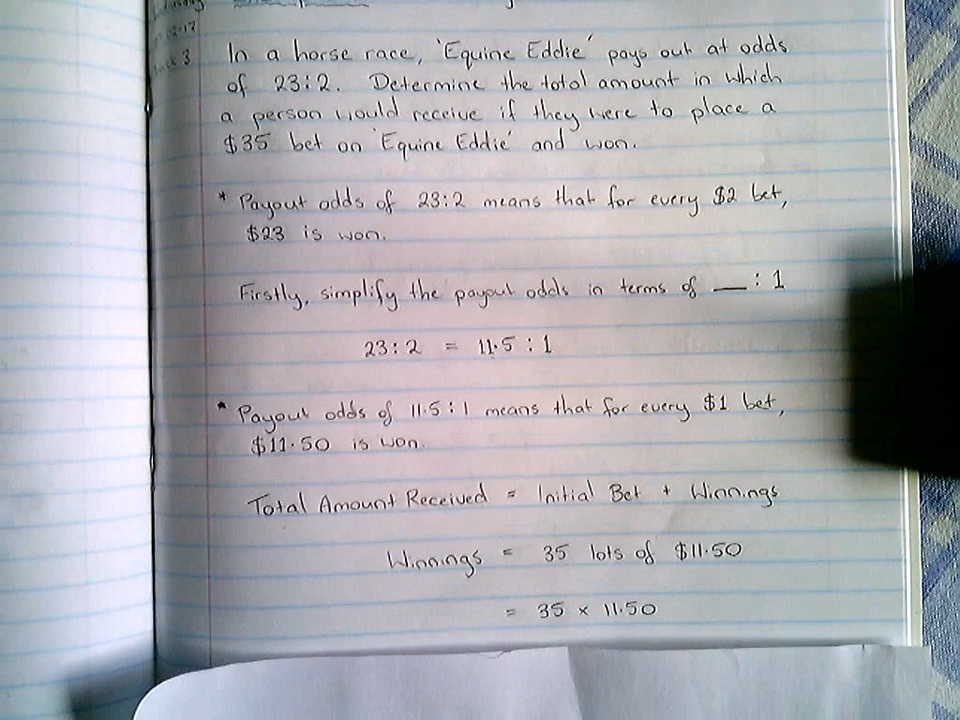 3
In a horse race, 'Equine Eddie' pays out at odds
of 23:2. Determine the total amount in which
a person would receive if they were to place a
$35 bet on 'Equine Eddie' and won.
* Payout odds of 23:2 means that for every $2 bet,
$23 is won.
Firstly, simplify the payout odds in terms of __ : 1
23:2 = 11.5 : 1
* Payout odds of 11.5:1 means that for every $1 bet,
$11.50 is won.
Total Amount Received = Initial Bet + Winnings
Winnings = 35 lots of $11.50
= 35 x 11.50